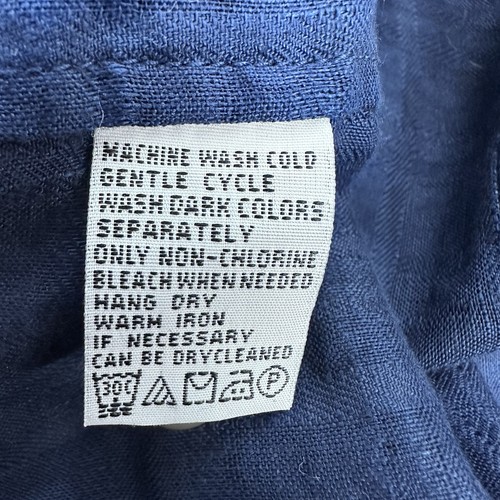 MACHINE WASH COLD
GENTLE CYCLE
WASH DARK COLORS
SEPARATELY
ONLY NON-CHLORINE
BLEACH WHEN NEEDED
HANG DRY
WARM IRON
IF NECESSARY
CAN BE DRYCLEANED
30C P